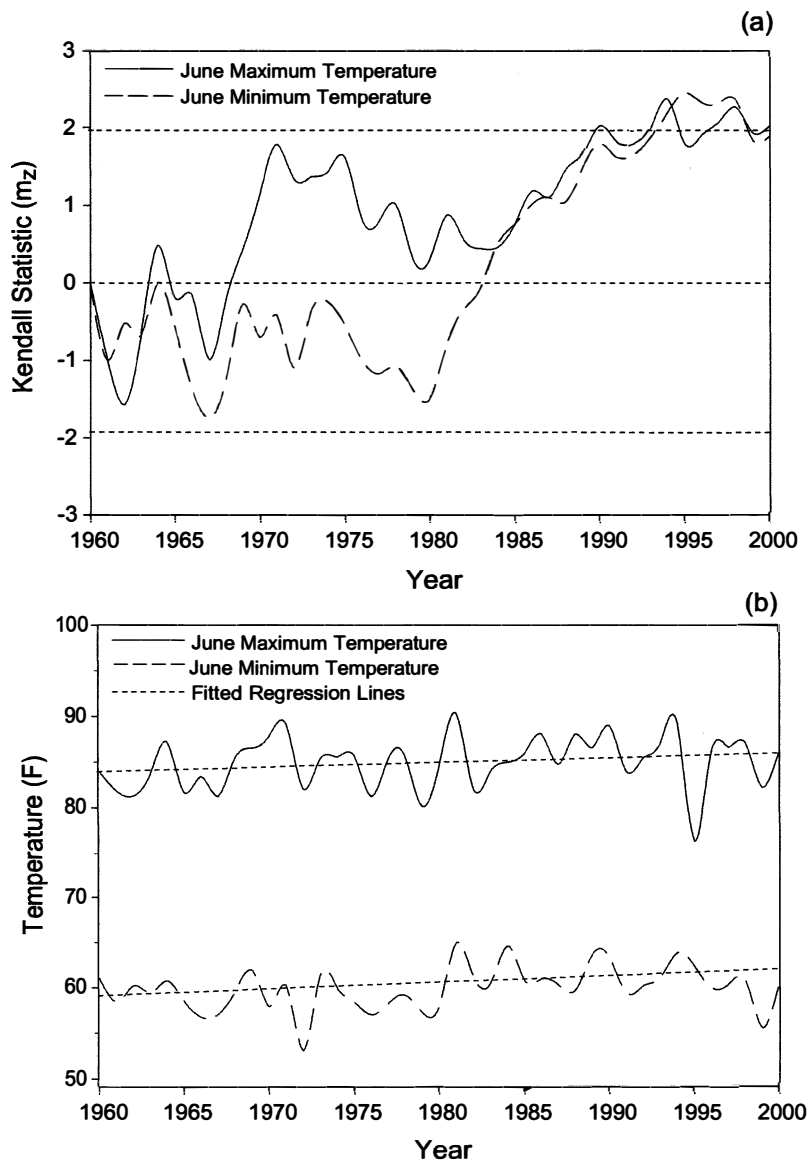 (a)
June Maximum Temperature
June Minimum Temperature
3
2
1
0
-1
-2
-3
Kendall Statistic (mz)
1960 1965 1970 1975 1980 1985 1990 1995 2000
Year
(b)
June Maximum Temperature
June Minimum Temperature
Fitted Regression Lines
100
90
80
70
60
50
Temperature (F)
1960 1965 1970 1975 1980 1985 1990 1995 2000
Year